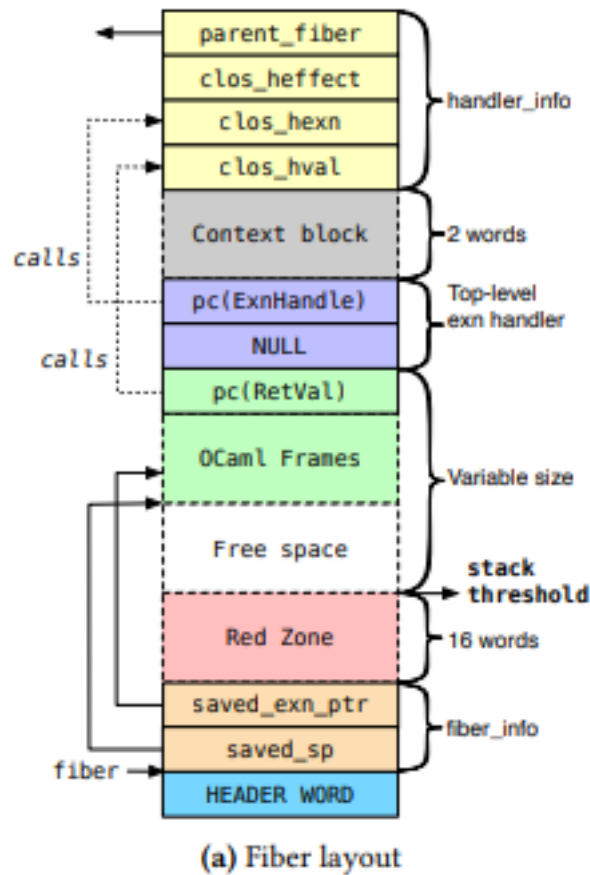 parent_fiber
clos_heffect
clos_hexn
clos_hval
handler_info
Context block
2 words
calls
pc(ExnHandle)
NULL
Top-level
exn handler
calls
pc(RetVal)
OCaml Frames
Free space
Variable size
stack
threshold
Red Zone
16 words
saved_exn_ptr
saved_sp
fiber_info
fiber
HEADER WORD
(a) Fiber layout